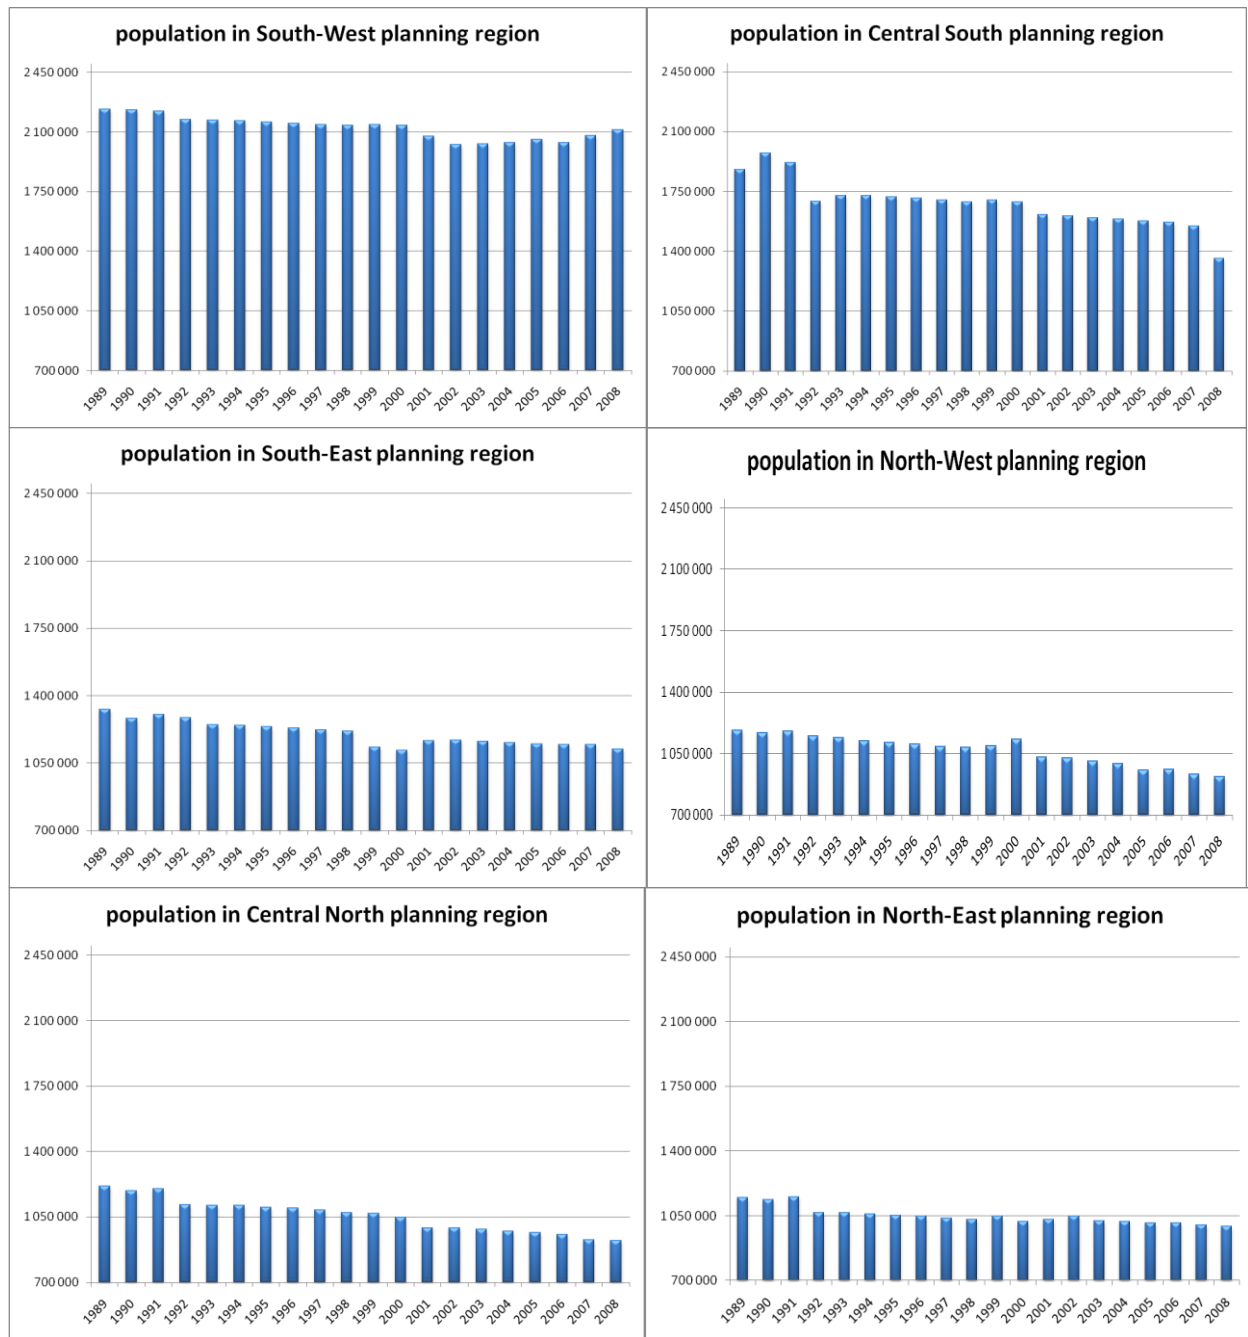 population in South-West planning region
2 450 000
2 100 000
1 750 000
1 400 000
1 050 000
700 000
1989 1990 1991 1992 1993 1994 1995 1996 1997 1998 1999 2000 2001 2002 2003 2004 2005 2006 2007 2008
population in Central South planning region
2 450 000
2 100 000
1 750 000
1 400 000
1 050 000
700 000
1989 1990 1991 1992 1993 1994 1995 1996 1997 1998 1999 2000 2001 2002 2003 2004 2005 2006 2007 2008
population in South-East planning region
2 450 000
2 100 000
1 750 000
1 400 000
1 050 000
700 000
1989 1990 1991 1992 1993 1994 1995 1996 1997 1998 1999 2000 2001 2002 2003 2004 2005 2006 2007 2008
population in North-West planning region
2 450 000
2 100 000
1 750 000
1 400 000
1 050 000
700 000
1989 1990 1991 1992 1993 1994 1995 1996 1997 1998 1999 2000 2001 2002 2003 2004 2005 2006 2007 2008
population in Central North planning region
2 450 000
2 100 000
1 750 000
1 400 000
1 050 000
700 000
1989 1990 1991 1992 1993 1994 1995 1996 1997 1998 1999 2000 2001 2002 2003 2004 2005 2006 2007 2008
population in North-East planning region
2 450 000
2 100 000
1 750 000
1 400 000
1 050 000
700 000
1989 1990 1991 1992 1993 1994 1995 1996 1997 1998 1999 2000 2001 2002 2003 2004 2005 2006 2007 2008